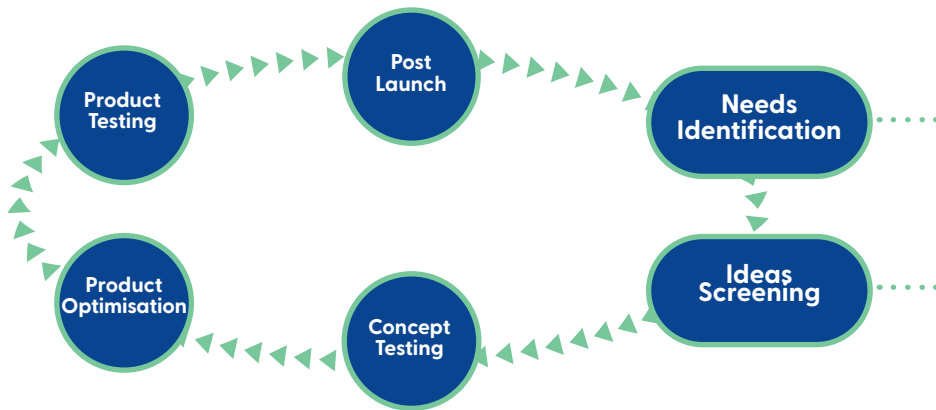 Post
Launch
Needs
Identification
Product
Testing
Ideas
Screening
Product
Optimisation
Concept
Testing